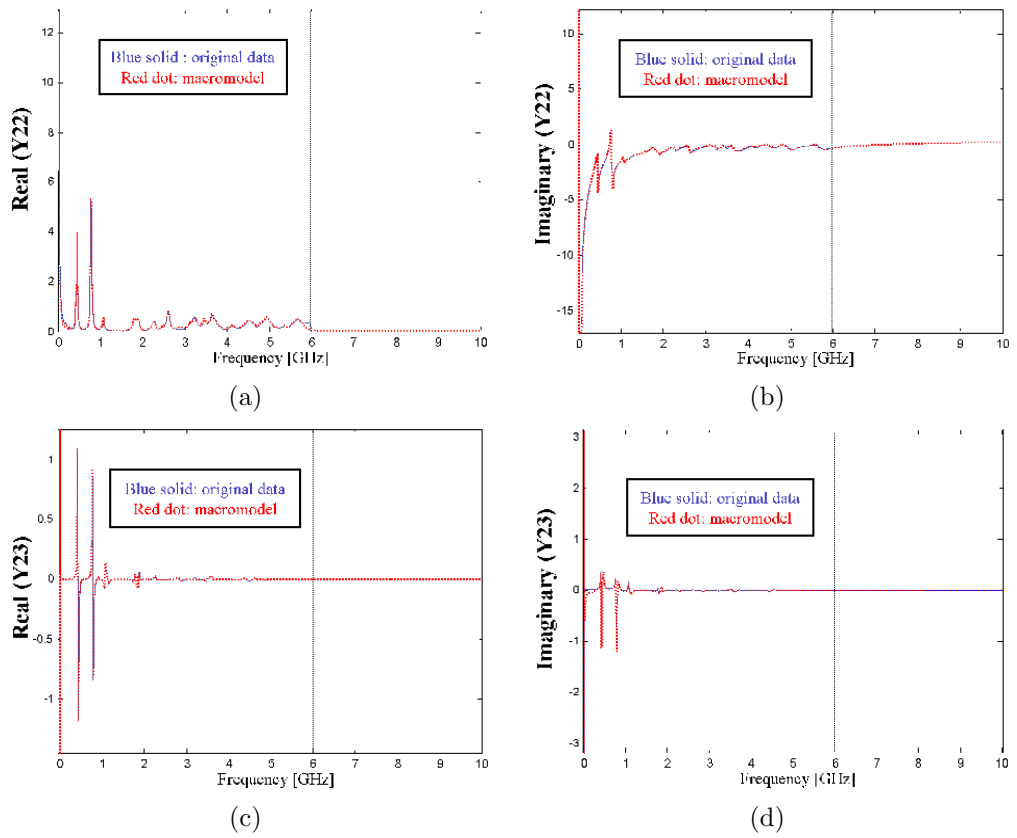 12
10
8
6
4
2
0
Real (Y22)
Blue solid : original data
Red dot: macromodel
0 1 2 3 4 5 6 7 8 9 10
Frequency [GHz]
(a)
10
5
0
-5
-10
-15
Imaginary (Y22)
Blue solid: original data
Red dot: macromodel
0 1 2 3 4 5 6 7 8 9 10
Frequency [GHz]
(b)
1
0.5
0
-0.5
-1
Real (Y23)
Blue solid: original data
Red dot: macromodel
0 1 2 3 4 5 6 7 8 9 10
Frequency [GHz]
(c)
3
2
1
0
-1
-2
-3
Imaginary (Y23)
Blue solid: original data
Red dot: macromodel
0 1 2 3 4 5 6 7 8 9 10
Frequency [GHz]
(d)